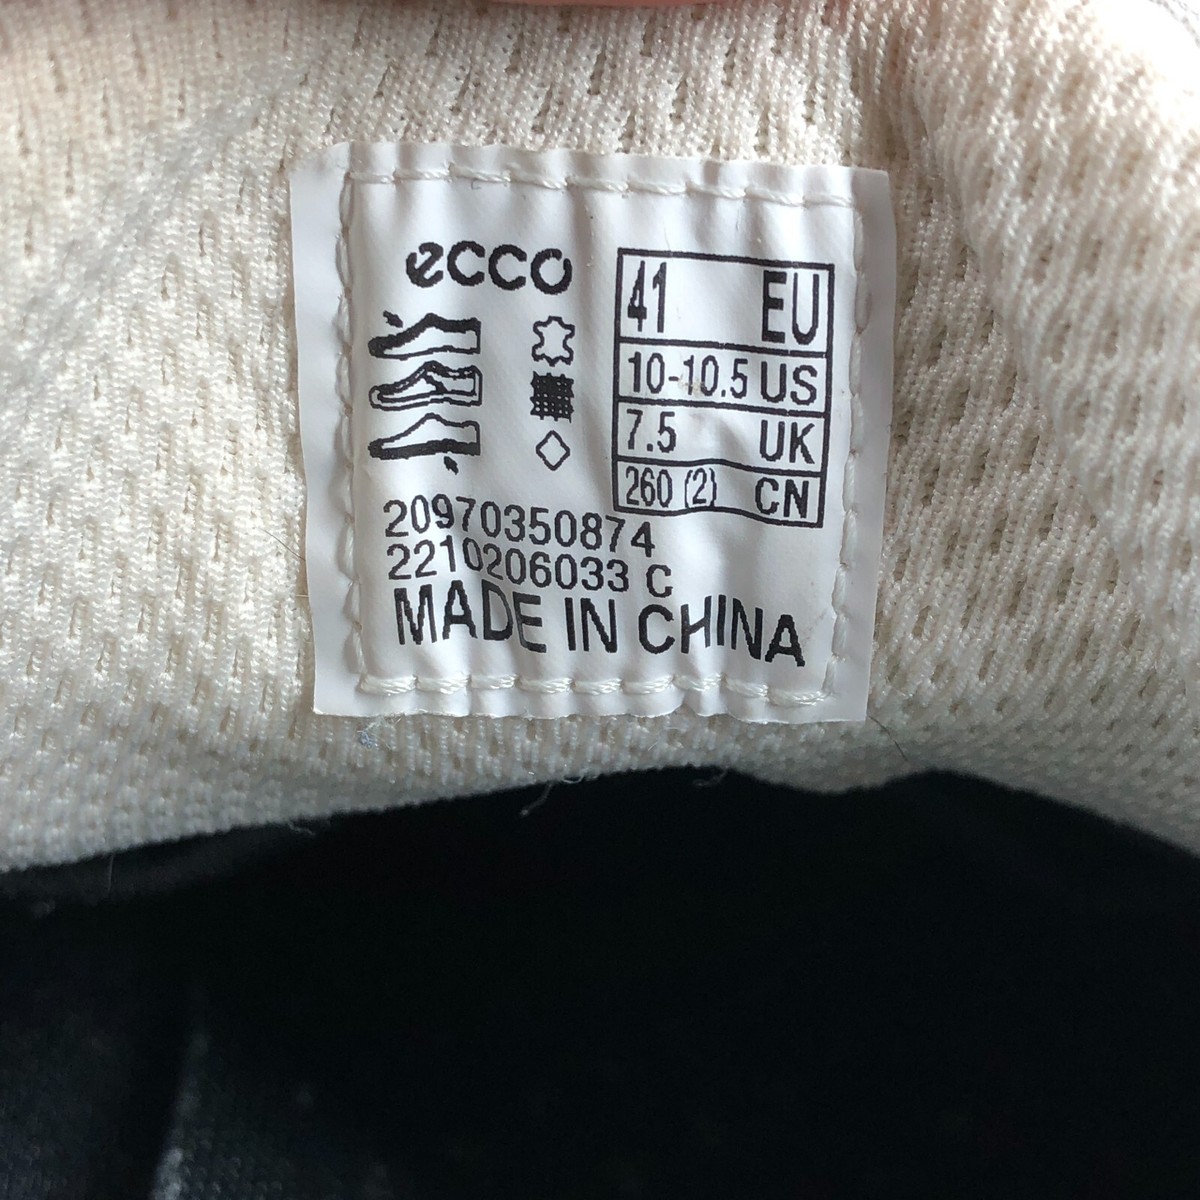 ecco
41 EU
10-10.5 US
7.5 UK
260 (2) CN
20970350874
2210206033 C
MADE IN CHINA